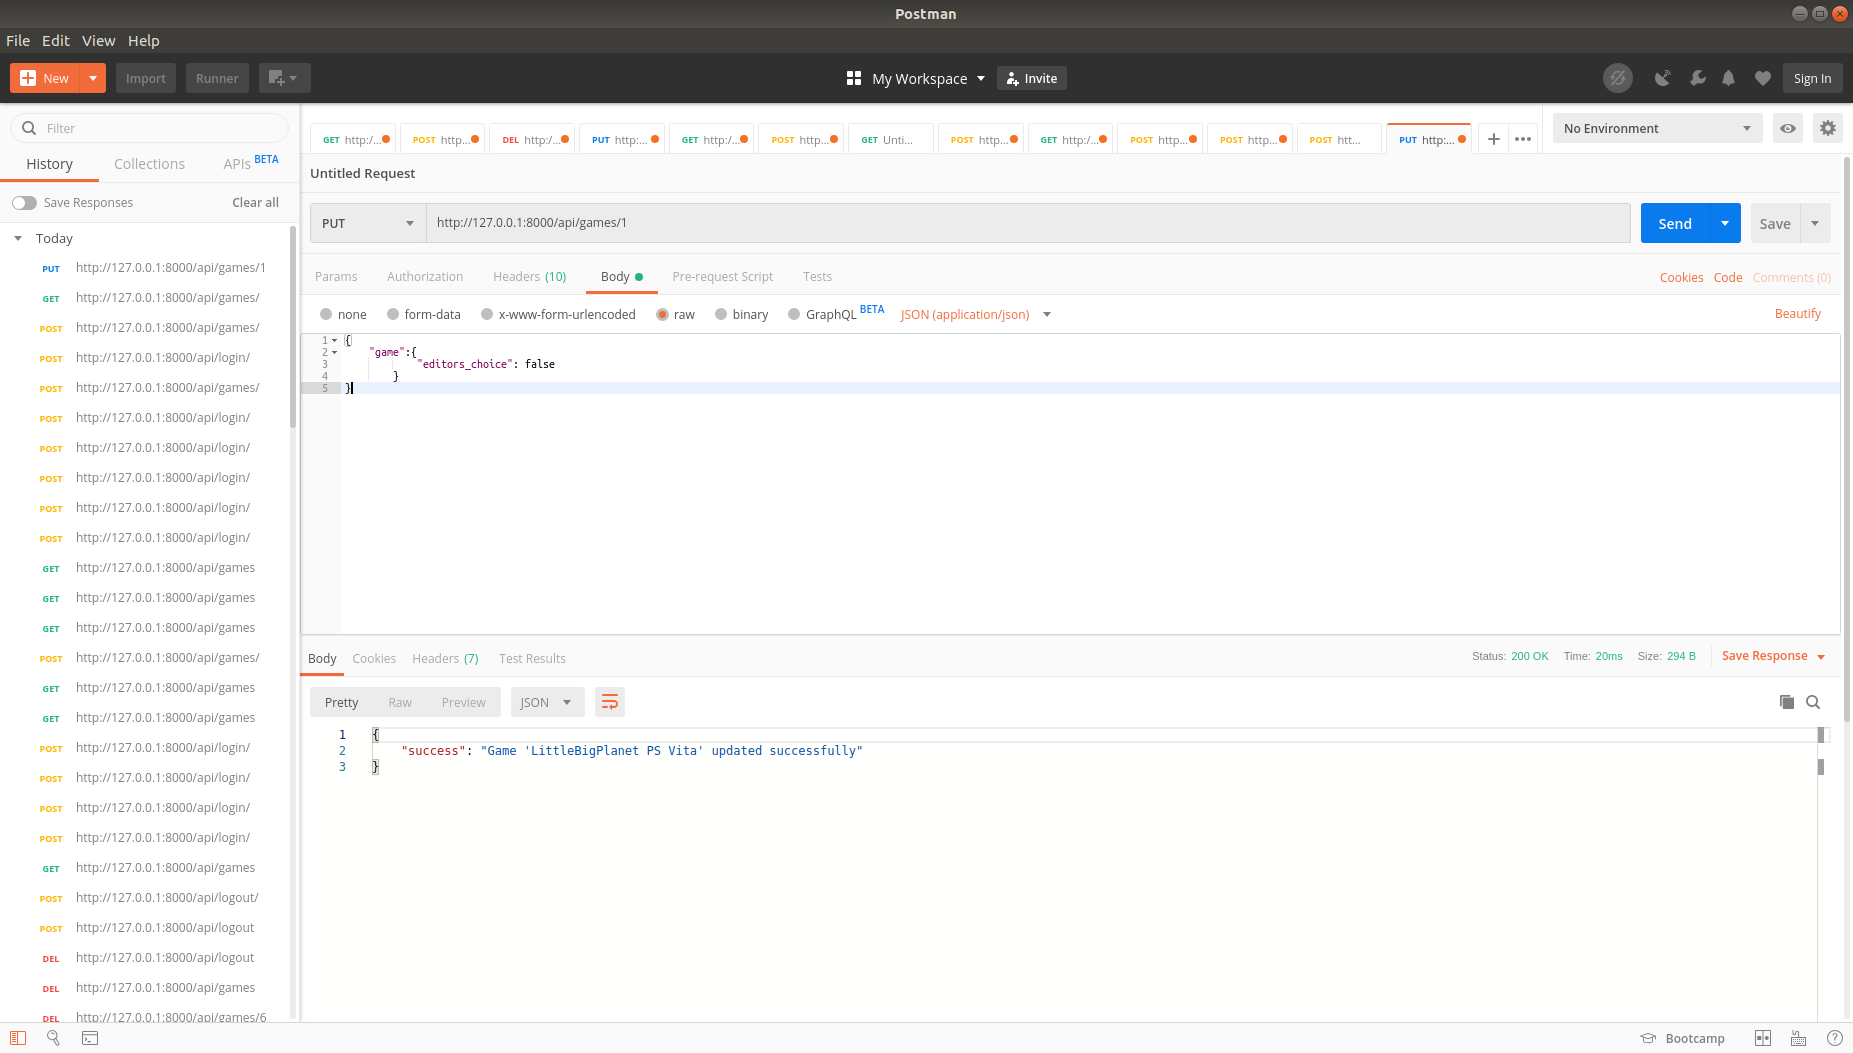 Postman
File Edit View Help
New Import Runner My Workspace Invite Sign In
Filter
History Collections APIs BETA
Save Responses Clear all
Today
PUT http://127.0.0.1:8000/api/games/1
GET http://127.0.0.1:8000/api/games/
POST http://127.0.0.1:8000/api/games/
POST http://127.0.0.1:8000/api/login/
POST http://127.0.0.1:8000/api/games/
POST http://127.0.0.1:8000/api/login/
POST http://127.0.0.1:8000/api/login/
POST http://127.0.0.1:8000/api/login/
POST http://127.0.0.1:8000/api/login/
POST http://127.0.0.1:8000/api/login/
GET http://127.0.0.1:8000/api/games
GET http://127.0.0.1:8000/api/games
GET http://127.0.0.1:8000/api/games
POST http://127.0.0.1:8000/api/games/
GET http://127.0.0.1:8000/api/games
GET http://127.0.0.1:8000/api/games
POST http://127.0.0.1:8000/api/login/
POST http://127.0.0.1:8000/api/login/
POST http://127.0.0.1:8000/api/login/
POST http://127.0.0.1:8000/api/login/
GET http://127.0.0.1:8000/api/games
POST http://127.0.0.1:8000/api/logout/
POST http://127.0.0.1:8000/api/logout
DEL http://127.0.0.1:8000/api/logout
DEL http://127.0.0.1:8000/api/games
DEL http://127.0.0.1:8000/api/games/6
GET http:/... POST http... DEL http:/... PUT http:... GET http:/... POST http... GET Unti... POST http... GET http:/... POST http... POST http... POST htt... PUT http:... + •••
No Environment
Untitled Request
PUT http://127.0.0.1:8000/api/games/1 Send Save
Params Authorization Headers (10) Body Pre-request Script Tests Cookies Code Comments (0)
none form-data x-www-form-urlencoded raw binary GraphQL BETA JSON (application/json) Beautify
1 {
2 "game":{
3 "editors_choice": false
4 }
5 }
Body Cookies Headers (7) Test Results Status: 200 OK Time: 20ms Size: 294 B Save Response
Pretty Raw Preview JSON
1 {
2 "success": "Game 'LittleBigPlanet PS Vita' updated successfully"
3 }
Bootcamp